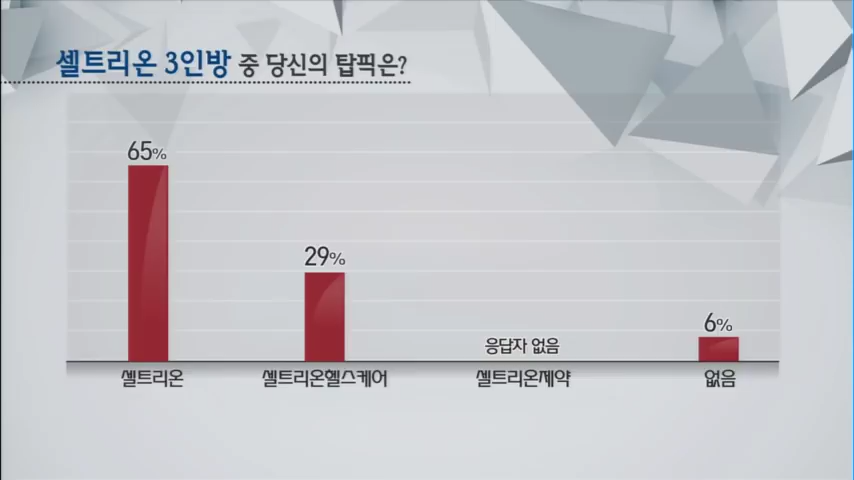 셀트리온 3인방 중 당신의 탑픽은?
65%
29%
응답자 없음
6%
셀트리온 셀트리온헬스케어 셀트리온제약 없음